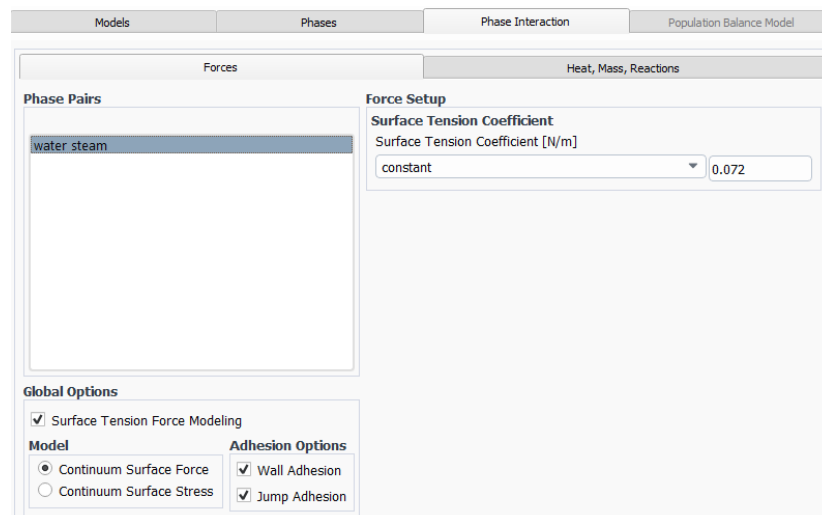 Models Phases Phase Interaction Population Balance Model
Forces Heat, Mass, Reactions
Phase Pairs
water steam
Force Setup
Surface Tension Coefficient
Surface Tension Coefficient [N/m]
constant 0.072
Global Options
Surface Tension Force Modeling
Model
Continuum Surface Force
Continuum Surface Stress
Adhesion Options
Wall Adhesion
Jump Adhesion